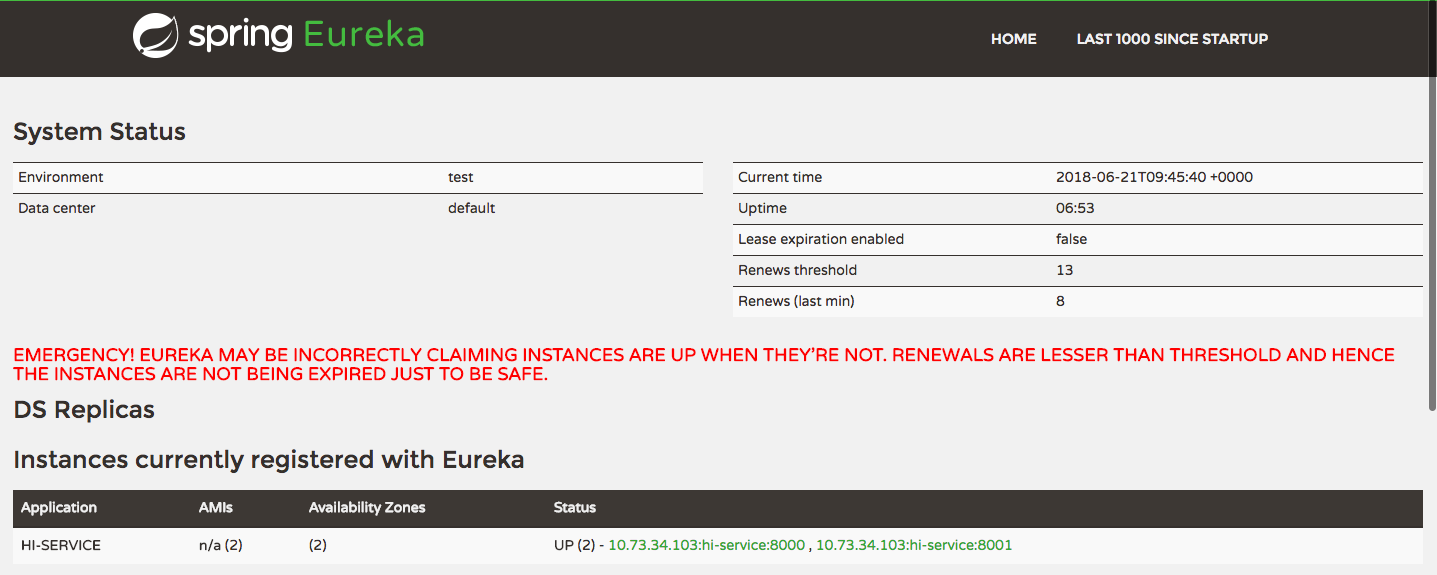 spring Eureka
HOME LAST 1000 SINCE STARTUP
System Status
Environment test
Data center default
Current time 2018-06-21T09:45:40 +0000
Uptime 06:53
Lease expiration enabled false
Renews threshold 13
Renews (last min) 8
EMERGENCY! EUREKA MAY BE INCORRECTLY CLAIMING INSTANCES ARE UP WHEN THEY'RE NOT. RENEWALS ARE LESSER THAN THRESHOLD AND HENCE
THE INSTANCES ARE NOT BEING EXPIRED JUST TO BE SAFE.
DS Replicas
Instances currently registered with Eureka
Application AMIs Availability Zones Status
HI-SERVICE n/a (2) (2) UP (2) - 10.73.34.103:hi-service:8000 , 10.73.34.103:hi-service:8001